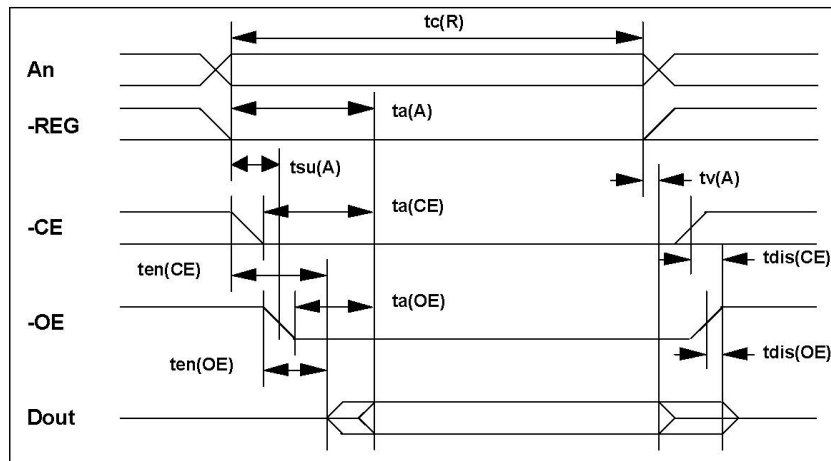 tc(R)
An
-REG
ta(A)
tsu(A)
tv(A)
-CE
ta(CE)
ten(CE)
tdis(CE)
-OE
ta(OE)
ten(OE)
tdis(OE)
Dout